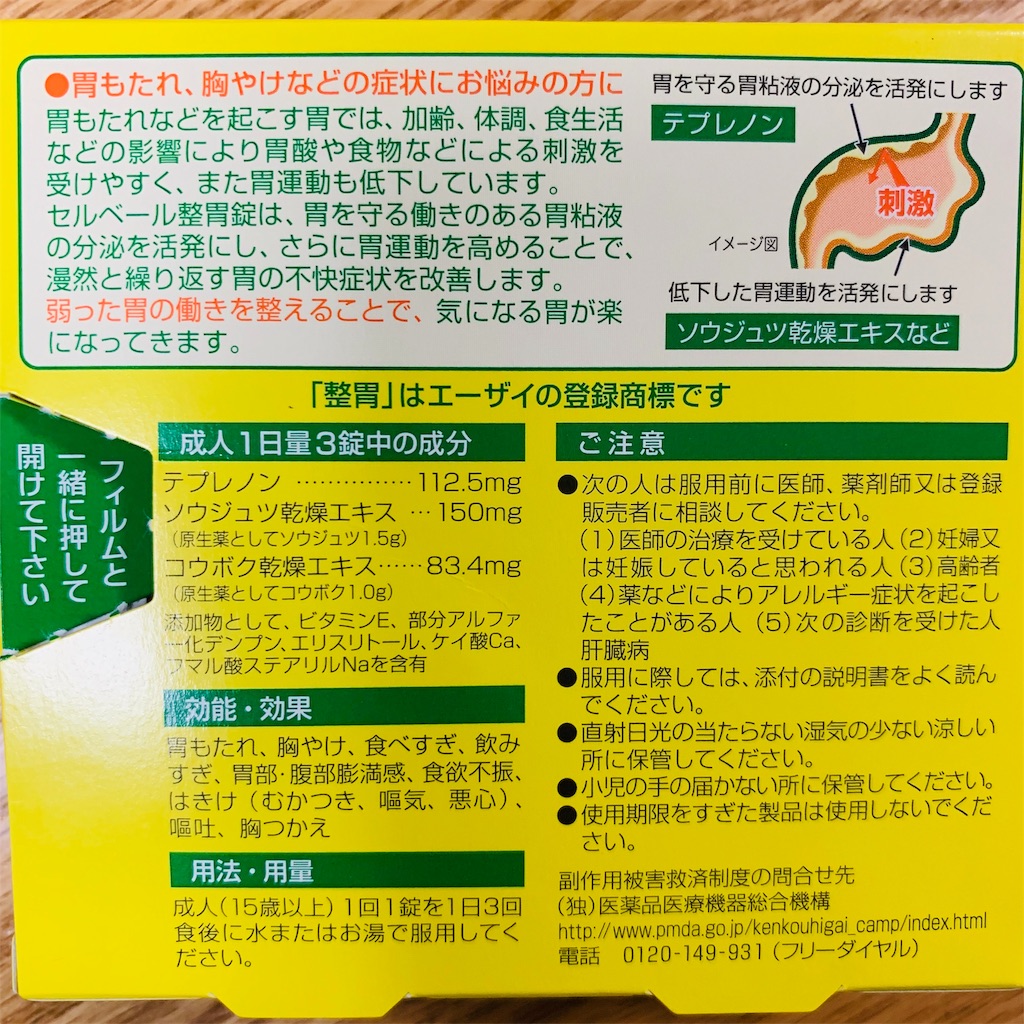 ●胃もたれ、胸やけなどの症状にお悩みの方に
胃もたれなどを起こす胃では、加齢、体調、食生活
などの影響により胃酸や食物などによる刺激を
受けやすく、また胃運動も低下しています。
セルベール整胃錠は、胃を守る働きのある胃粘液
の分泌を活発にし、さらに胃運動を高めることで、
漫然と繰り返す胃の不快症状を改善します。
弱った胃の働きを整えることで、気になる胃が楽
になってきます。
胃を守る胃粘液の分泌を活発にします
テプレノン
刺激
イメージ図
低下した胃運動を活発にします
ソウジュツ乾燥エキスなど
「整胃」はエーザイの登録商標です
フィルムと
一緒に押して
開けて下さい
成人1日量3錠中の成分
テプレノン ……………112.5mg
ソウジュツ乾燥エキス …150mg
(原生薬としてソウジュツ1.5g)
コウボク乾燥エキス……83.4mg
(原生薬としてコウボク1.0g)
添加物として、ビタミンE、部分アルファ
ー化デンプン、エリスリトール、ケイ酸Ca、
フマル酸ステアリルNaを含有
効能・効果
胃もたれ、胸やけ、食べすぎ、飲み
すぎ、胃部・腹部膨満感、食欲不振、
はきけ(むかつき、嘔気、悪心)、
嘔吐、胸つかえ
用法・用量
成人(15歳以上)1回1錠を1日3回
食後に水またはお湯で服用してく
ださい。
ご注意
●次の人は服用前に医師、薬剤師又は登録
販売者に相談してください。
(1)医師の治療を受けている人(2)妊婦又
は妊娠していると思われる人(3)高齢者
(4)薬などによりアレルギー症状を起こし
たことがある人 (5)次の診断を受けた人
肝臓病
●服用に際しては、添付の説明書をよく読ん
でください。
●直射日光の当たらない湿気の少ない涼しい
所に保管してください。
●小児の手の届かない所に保管してください。
●使用期限をすぎた製品は使用しないでくだ
さい。
副作用被害救済制度の問合せ先
(独)医薬品医療機器総合機構
http://www.pmda.go.jp/kenkouhigai_camp/index.html
電話 0120-149-931(フリーダイヤル)